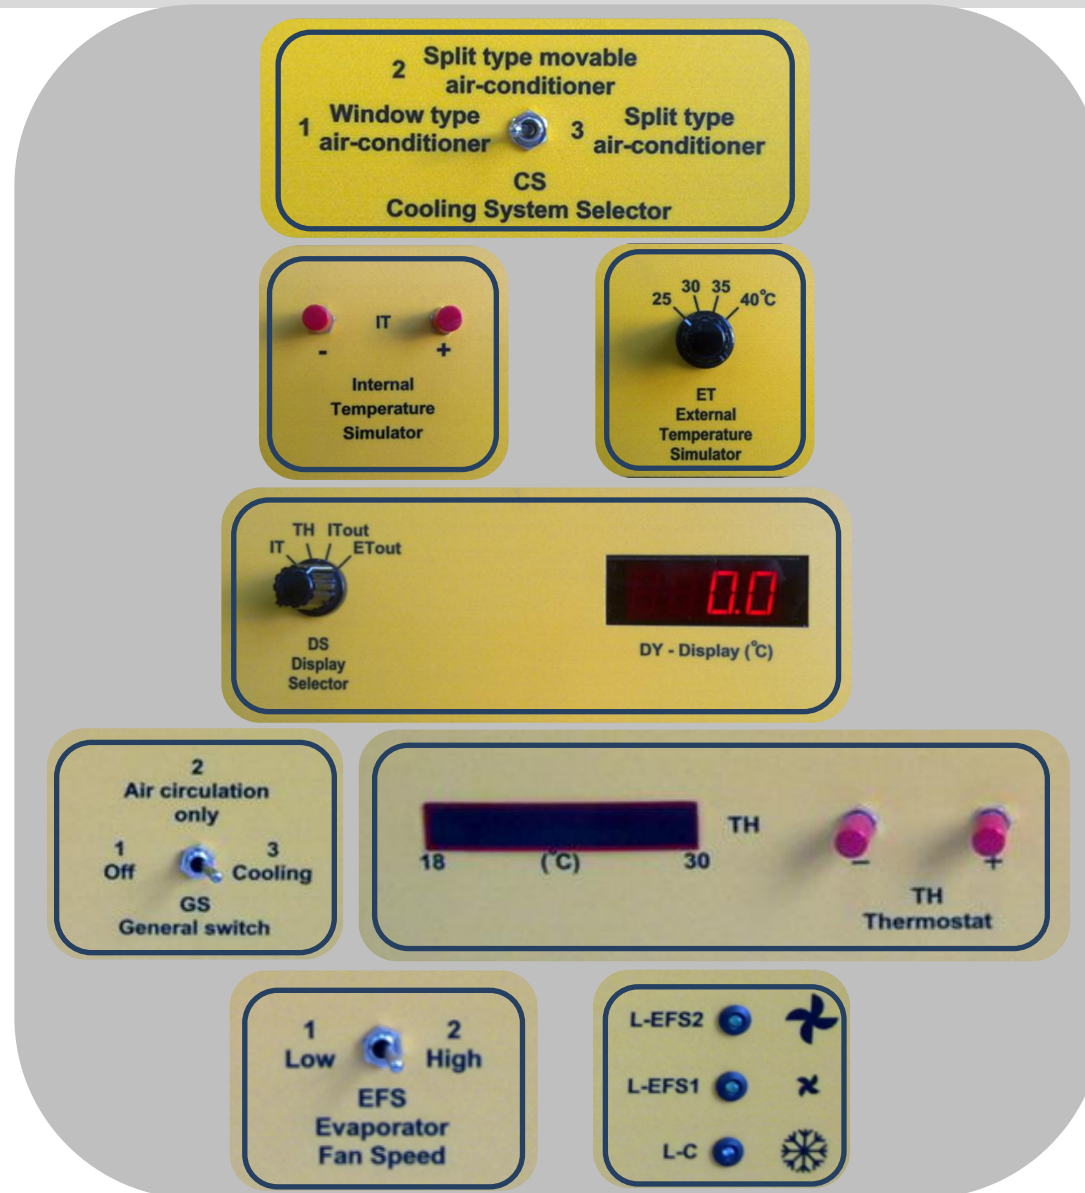 2 Split type movable
air-conditioner
1 Window type
air-conditioner
3 Split type
air-conditioner
CS
Cooling System Selector
IT
- +
Internal
Temperature
Simulator
25 30 35 40°C
ET
External
Temperature
Simulator
IT TH ITout ETout
DS
Display
Selector
0.0
DY - Display (°C)
2
Air circulation
only
1
Off
3
Cooling
GS
General switch
18 (°C) 30
TH
- +
TH
Thermostat
1
Low
2
High
EFS
Evaporator
Fan Speed
L-EFS2
L-EFS1
L-C